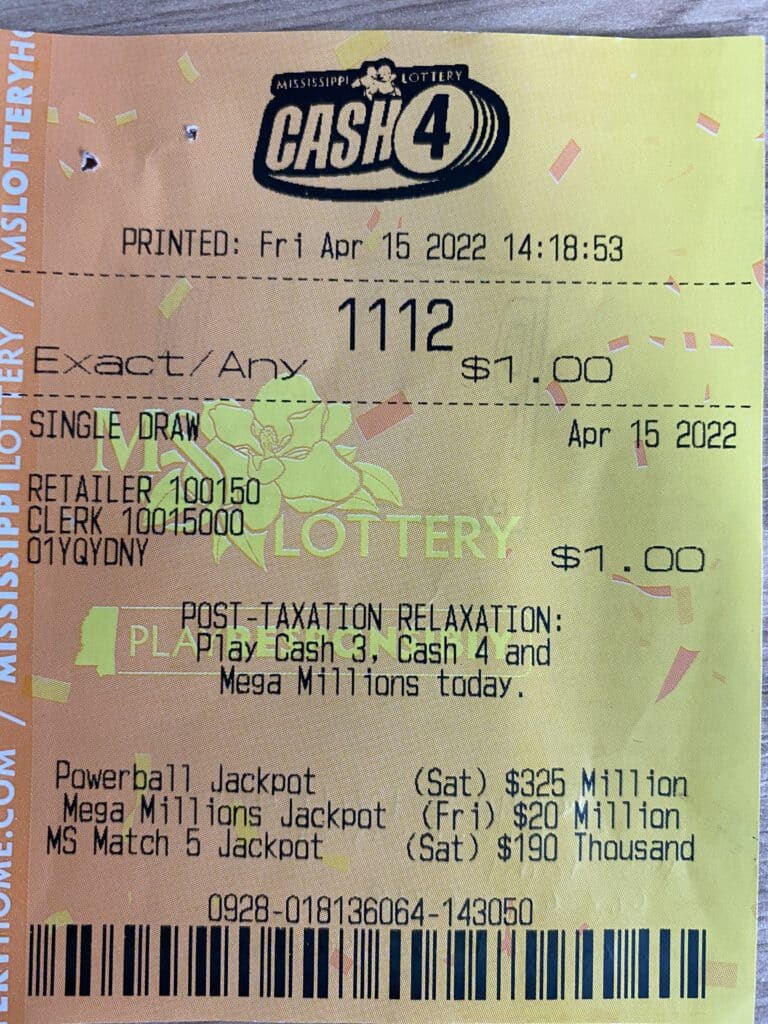 MISSISSIPPI LOTTERY
CASH 4
PRINTED: Fri Apr 15 2022 14:18:53
1112
Exact/Any $1.00
SINGLE DRAW Apr 15 2022
MS
LOTTERY
RETAILER 100150
CLERK 10015000
01YQYDNY $1.00
PLAY RESPONSIBLY
POST-TAXATION RELAXATION:
Play Cash 3, Cash 4 and
Mega Millions today.
Powerball Jackpot (Sat) $325 Million
Mega Millions Jackpot (Fri) $20 Million
MS Match 5 Jackpot (Sat) $190 Thousand
0928-018136064-143050
ERYHOME.COM / MISSISSIPPI LOTTERY / MSLOTTERYHO